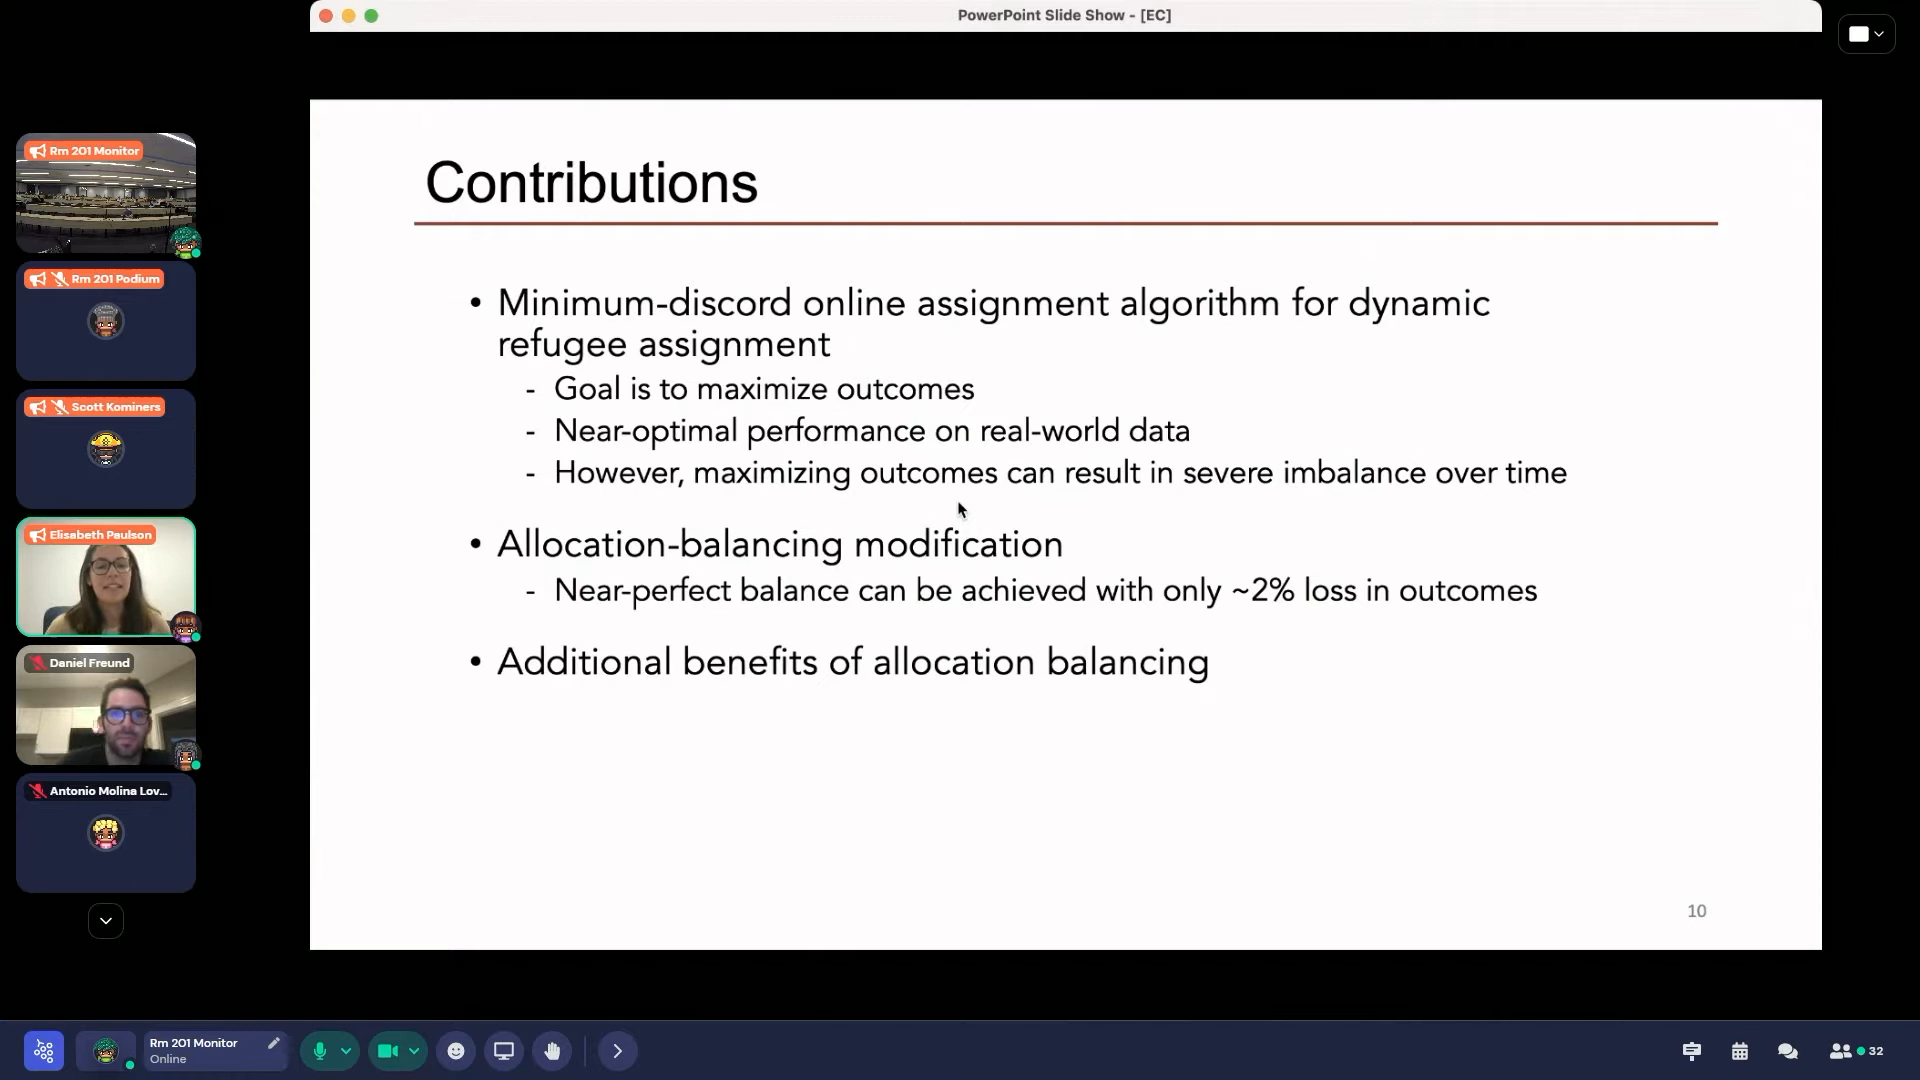 PowerPoint Slide Show - [EC]
Rm 201 Monitor
Rm 201 Podium
Scott Kominers
Elisabeth Paulson
Daniel Freund
Antonio Molina Lov...
Contributions
• Minimum-discord online assignment algorithm for dynamic
refugee assignment
- Goal is to maximize outcomes
- Near-optimal performance on real-world data
- However, maximizing outcomes can result in severe imbalance over time
• Allocation-balancing modification
- Near-perfect balance can be achieved with only ~2% loss in outcomes
• Additional benefits of allocation balancing
10
Rm 201 Monitor
Online
32